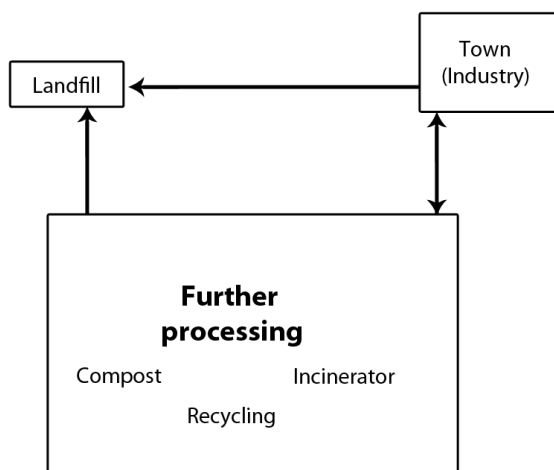 Town
(Industry)
Landfill
Further
processing
Compost
Incinerator
Recycling